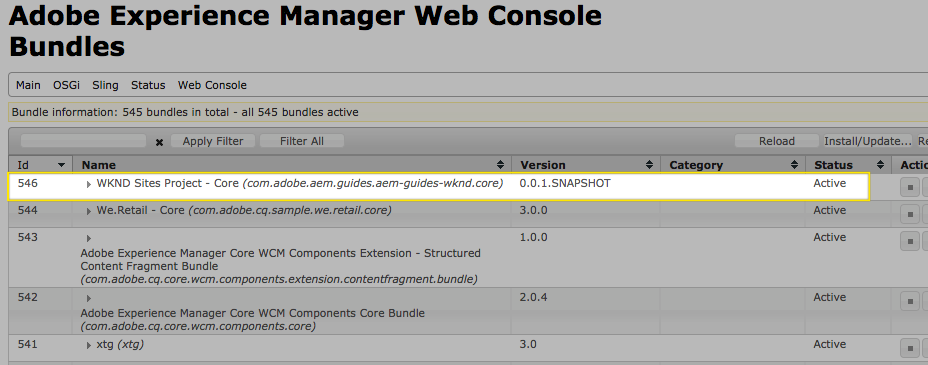 Adobe Experience Manager Web Console
Bundles
Main OSGi Sling Status Web Console
Bundle information: 545 bundles in total - all 545 bundles active
Apply Filter Filter All Reload Install/Update...
Id Name Version Category Status
546 WKND Sites Project - Core (com.adobe.aem.guides.aem-guides-wknd.core) 0.0.1.SNAPSHOT Active
544 We.Retail - Core (com.adobe.cq.sample.we.retail.core) 3.0.0 Active
543 1.0.0 Active
Adobe Experience Manager Core WCM Components Extension - Structured
Content Fragment Bundle
(com.adobe.cq.core.wcm.components.extension.contentfragment.bundle)
542 2.0.4 Active
Adobe Experience Manager Core WCM Components Core Bundle
(com.adobe.cq.core.wcm.components.core)
541 xtg (xtg) 3.0 Active